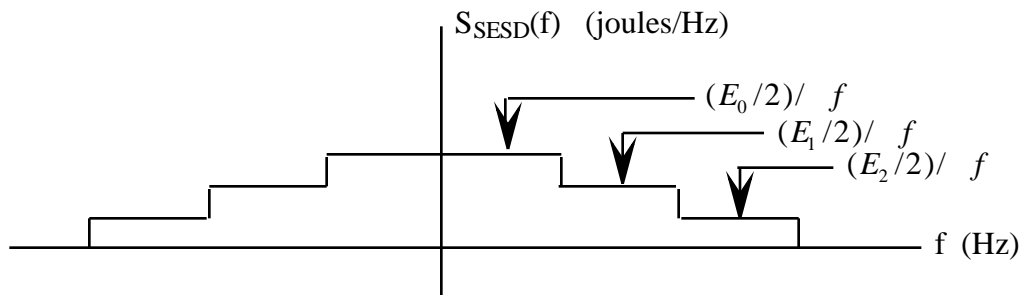 S_SESD(f) (joules/Hz)
(E_0/2)/ f
(E_1/2)/ f
(E_2/2)/ f
f (Hz)